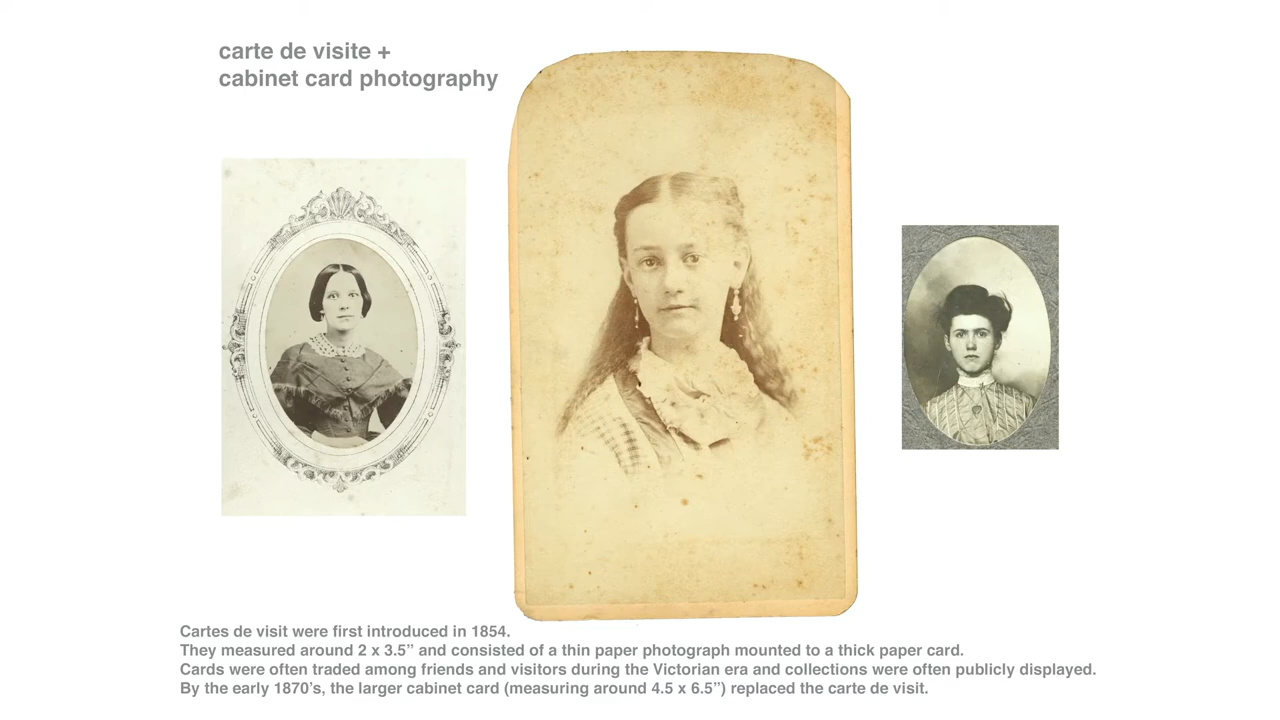 carte de visite +
cabinet card photography
Cartes de visit were first introduced in 1854.
They measured around 2 x 3.5” and consisted of a thin paper photograph mounted to a thick paper card.
Cards were often traded among friends and visitors during the Victorian era and collections were often publicly displayed.
By the early 1870’s, the larger cabinet card (measuring around 4.5 x 6.5”) replaced the carte de visit.